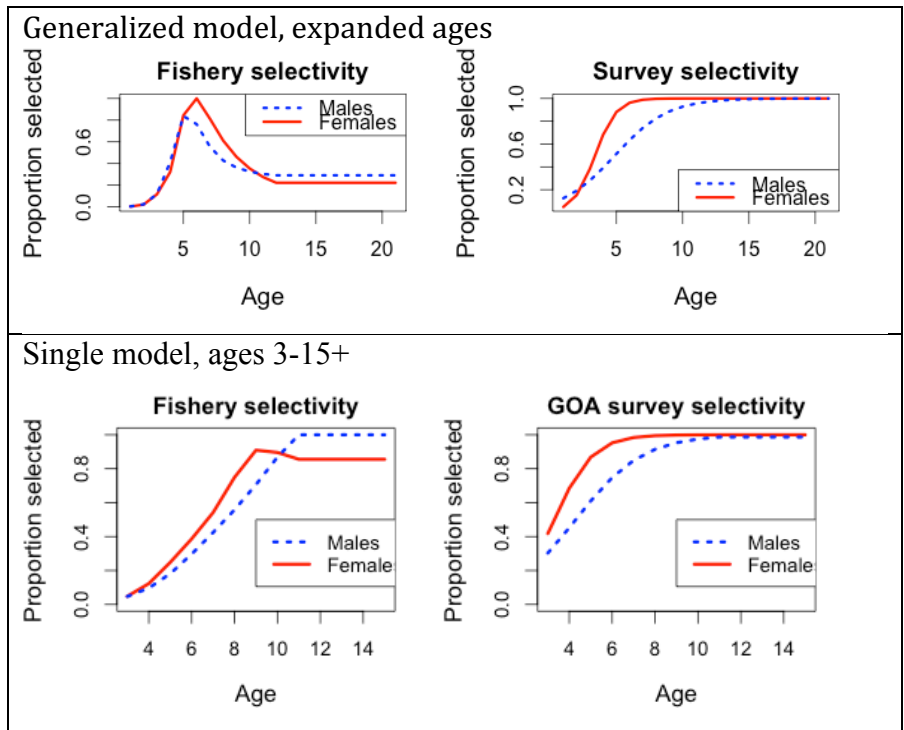 Generalized model, expanded ages
Fishery selectivity
Proportion selected
0.0 0.6
Males
Females
5 10 15 20
Age
Survey selectivity
Proportion selected
0.2 0.6 1.0
Males
Females
5 10 15 20
Age
Single model, ages 3-15+
Fishery selectivity
Proportion selected
0.0 0.4 0.8
Males
Female
4 6 8 10 12 14
Age
GOA survey selectivity
Proportion selected
0.0 0.4 0.8
Males
Female
4 6 8 10 12 14
Age